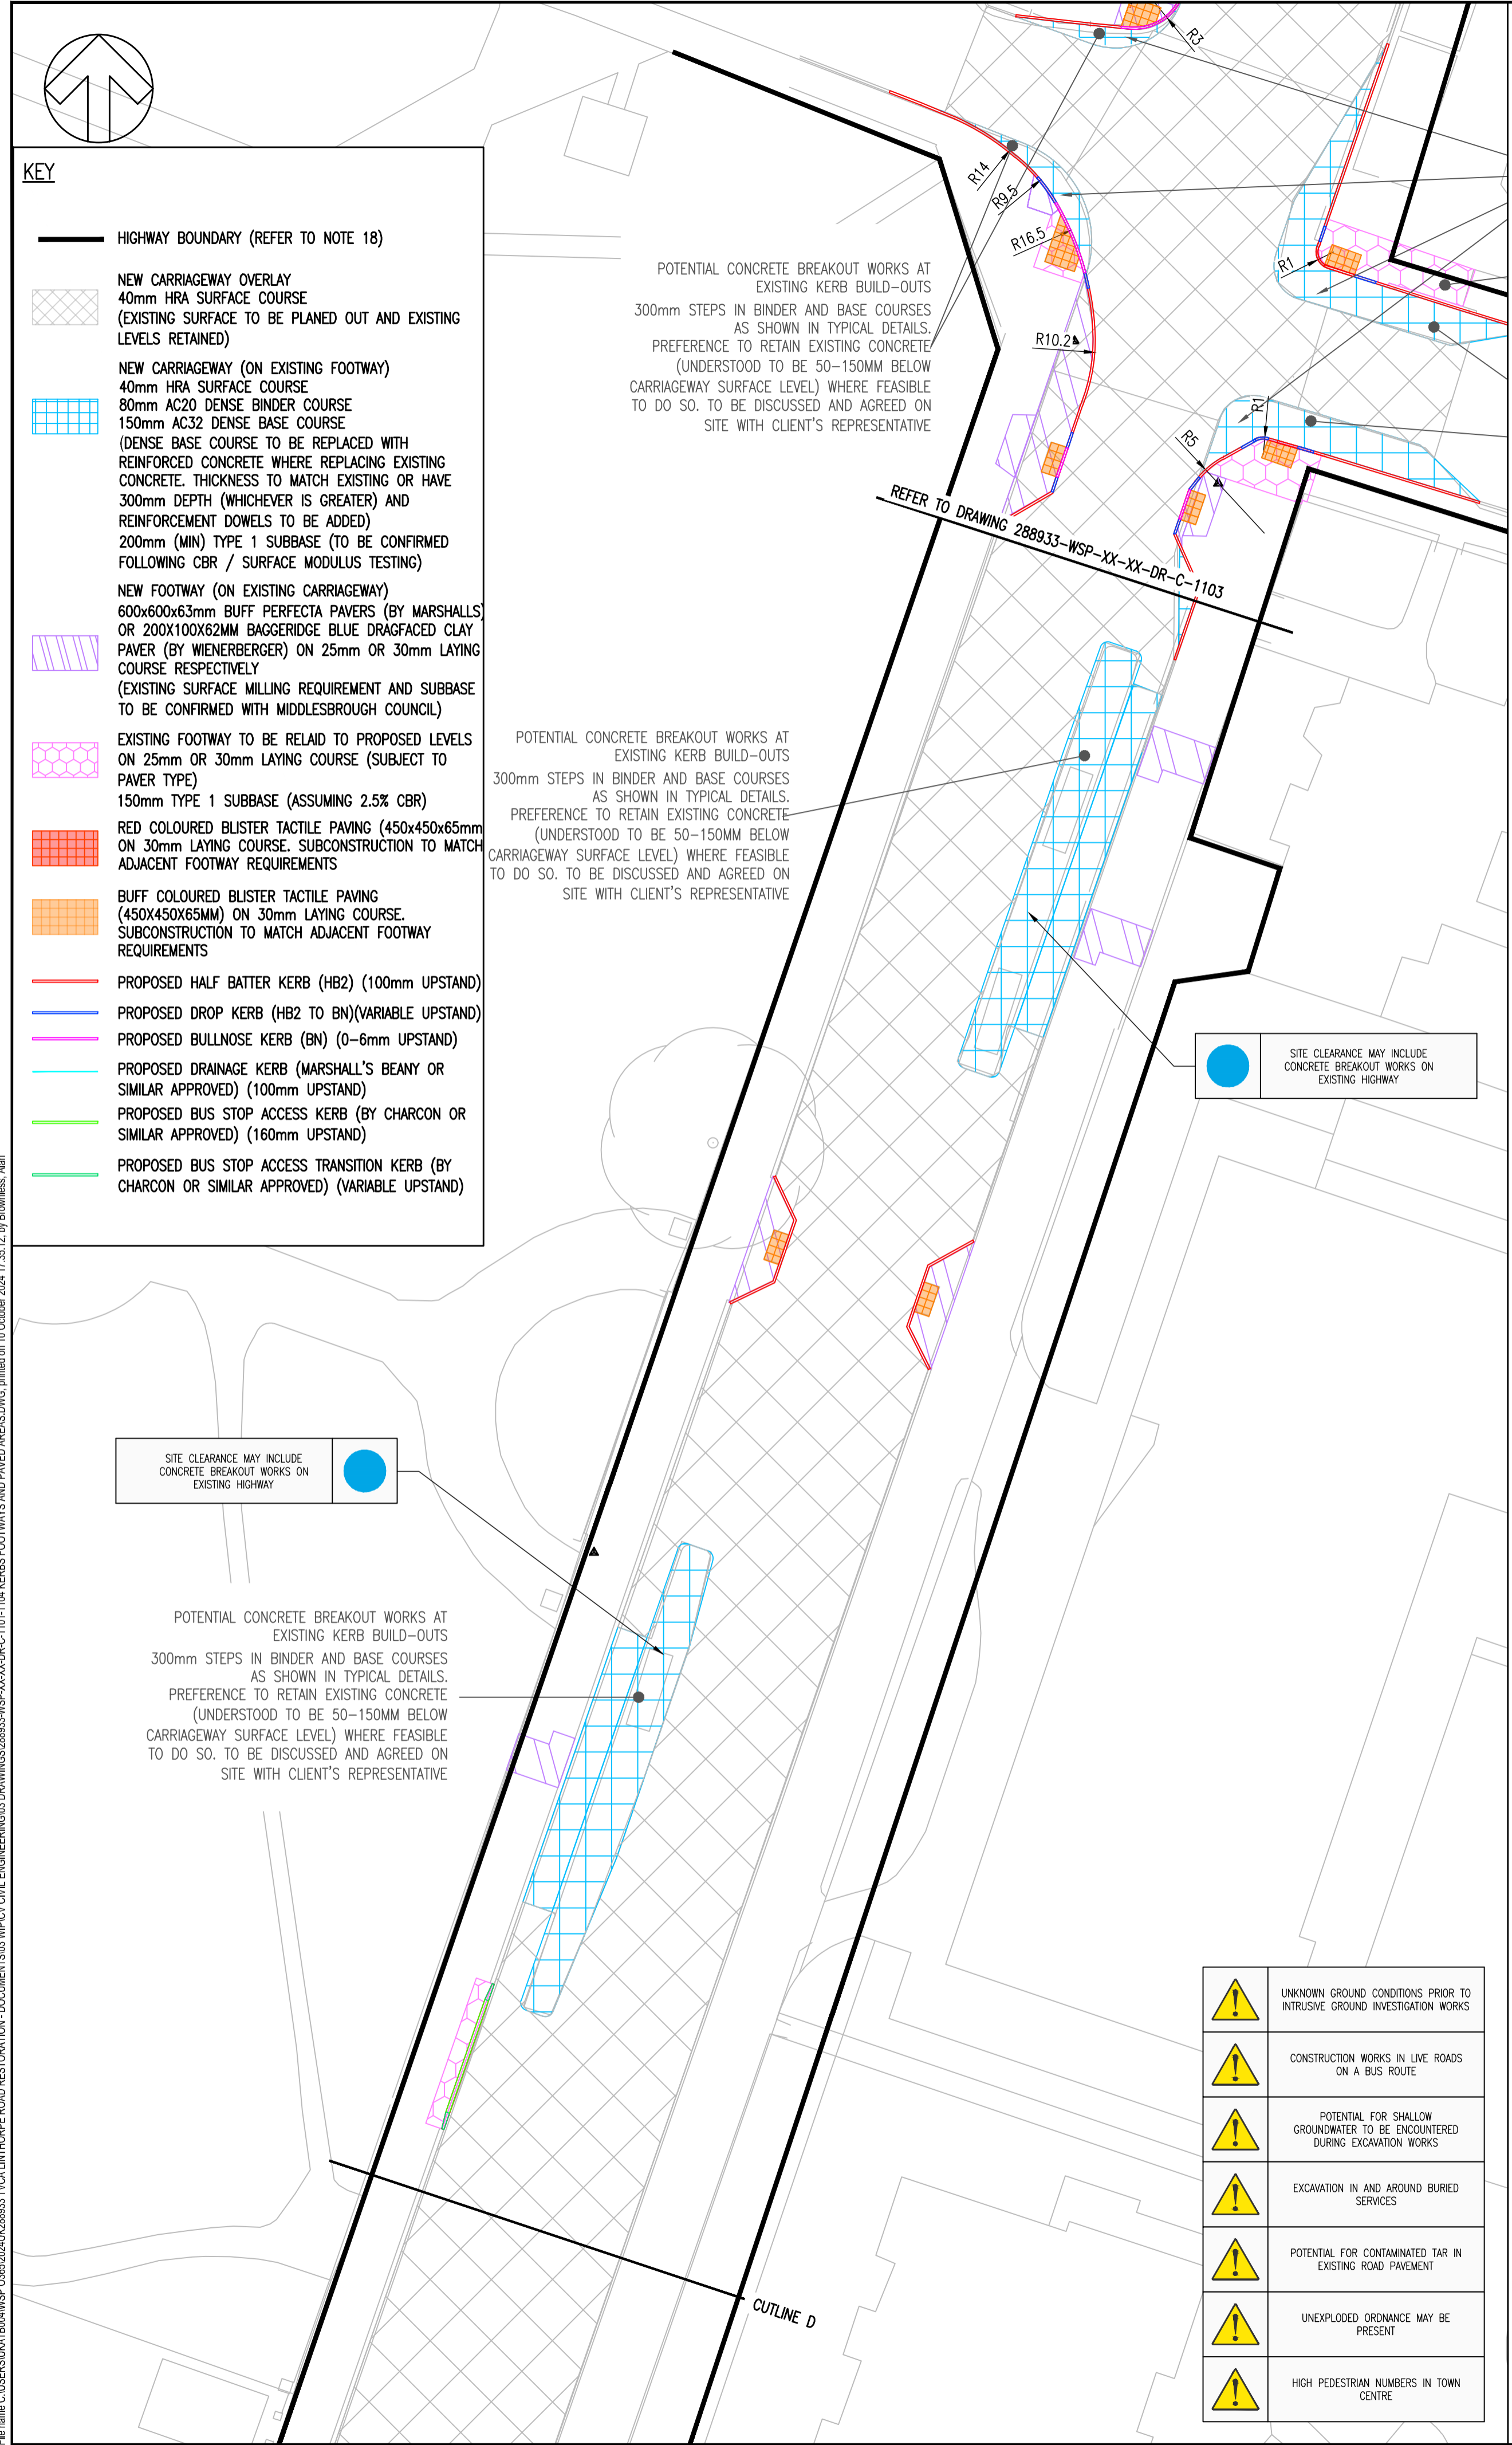 KEY
HIGHWAY BOUNDARY (REFER TO NOTE 18)
NEW CARRIAGEWAY OVERLAY
40mm HRA SURFACE COURSE
(EXISTING SURFACE TO BE PLANED OUT AND EXISTING
LEVELS RETAINED)
NEW CARRIAGEWAY (ON EXISTING FOOTWAY)
40mm HRA SURFACE COURSE
80mm AC20 DENSE BINDER COURSE
150mm AC32 DENSE BASE COURSE
(DENSE BASE COURSE TO BE REPLACED WITH
REINFORCED CONCRETE WHERE REPLACING EXISTING
CONCRETE. THICKNESS TO MATCH EXISTING OR HAVE
300mm DEPTH (WHICHEVER IS GREATER) AND
REINFORCEMENT DOWELS TO BE ADDED)
200mm (MIN) TYPE 1 SUBBASE (TO BE CONFIRMED
FOLLOWING CBR / SURFACE MODULUS TESTING)
NEW FOOTWAY (ON EXISTING CARRIAGEWAY)
600x600x63mm BUFF PERFECTA PAVERS (BY MARSHALLS)
OR 200X100X62MM BAGGERIDGE BLUE DRAGFACED CLAY
PAVER (BY WIENERBERGER) ON 25mm OR 30mm LAYING
COURSE RESPECTIVELY
(EXISTING SURFACE MILLING REQUIREMENT AND SUBBASE
TO BE CONFIRMED WITH MIDDLESBROUGH COUNCIL)
EXISTING FOOTWAY TO BE RELAID TO PROPOSED LEVELS
ON 25mm OR 30mm LAYING COURSE (SUBJECT TO
PAVER TYPE)
150mm TYPE 1 SUBBASE (ASSUMING 2.5% CBR)
RED COLOURED BLISTER TACTILE PAVING (450x450x65mm
ON 30mm LAYING COURSE. SUBCONSTRUCTION TO MATCH
ADJACENT FOOTWAY REQUIREMENTS
BUFF COLOURED BLISTER TACTILE PAVING
(450X450X65MM) ON 30mm LAYING COURSE.
SUBCONSTRUCTION TO MATCH ADJACENT FOOTWAY
REQUIREMENTS
PROPOSED HALF BATTER KERB (HB2) (100mm UPSTAND)
PROPOSED DROP KERB (HB2 TO BN)(VARIABLE UPSTAND)
PROPOSED BULLNOSE KERB (BN) (0-6mm UPSTAND)
PROPOSED DRAINAGE KERB (MARSHALL'S BEANY OR
SIMILAR APPROVED) (100mm UPSTAND)
PROPOSED BUS STOP ACCESS KERB (BY CHARCON OR
SIMILAR APPROVED) (160mm UPSTAND)
PROPOSED BUS STOP ACCESS TRANSITION KERB (BY
CHARCON OR SIMILAR APPROVED) (VARIABLE UPSTAND)
R3
R14
R9.5
R16.5
R10.2
R1
R1
R5
POTENTIAL CONCRETE BREAKOUT WORKS AT
EXISTING KERB BUILD-OUTS
300mm STEPS IN BINDER AND BASE COURSES
AS SHOWN IN TYPICAL DETAILS.
PREFERENCE TO RETAIN EXISTING CONCRETE
(UNDERSTOOD TO BE 50-150MM BELOW
CARRIAGEWAY SURFACE LEVEL) WHERE FEASIBLE
TO DO SO. TO BE DISCUSSED AND AGREED ON
SITE WITH CLIENT'S REPRESENTATIVE
REFER TO DRAWING 288933-WSP-XX-XX-DR-C-1103
POTENTIAL CONCRETE BREAKOUT WORKS AT
EXISTING KERB BUILD-OUTS
300mm STEPS IN BINDER AND BASE COURSES
AS SHOWN IN TYPICAL DETAILS.
PREFERENCE TO RETAIN EXISTING CONCRETE
(UNDERSTOOD TO BE 50-150MM BELOW
CARRIAGEWAY SURFACE LEVEL) WHERE FEASIBLE
TO DO SO. TO BE DISCUSSED AND AGREED ON
SITE WITH CLIENT'S REPRESENTATIVE
SITE CLEARANCE MAY INCLUDE
CONCRETE BREAKOUT WORKS ON
EXISTING HIGHWAY
SITE CLEARANCE MAY INCLUDE
CONCRETE BREAKOUT WORKS ON
EXISTING HIGHWAY
POTENTIAL CONCRETE BREAKOUT WORKS AT
EXISTING KERB BUILD-OUTS
300mm STEPS IN BINDER AND BASE COURSES
AS SHOWN IN TYPICAL DETAILS.
PREFERENCE TO RETAIN EXISTING CONCRETE
(UNDERSTOOD TO BE 50-150MM BELOW
CARRIAGEWAY SURFACE LEVEL) WHERE FEASIBLE
TO DO SO. TO BE DISCUSSED AND AGREED ON
SITE WITH CLIENT'S REPRESENTATIVE
CUTLINE D
UNKNOWN GROUND CONDITIONS PRIOR TO
INTRUSIVE GROUND INVESTIGATION WORKS
CONSTRUCTION WORKS IN LIVE ROADS
ON A BUS ROUTE
POTENTIAL FOR SHALLOW
GROUNDWATER TO BE ENCOUNTERED
DURING EXCAVATION WORKS
EXCAVATION IN AND AROUND BURIED
SERVICES
POTENTIAL FOR CONTAMINATED TAR IN
EXISTING ROAD PAVEMENT
UNEXPLODED ORDNANCE MAY BE
PRESENT
HIGH PEDESTRIAN NUMBERS IN TOWN
CENTRE